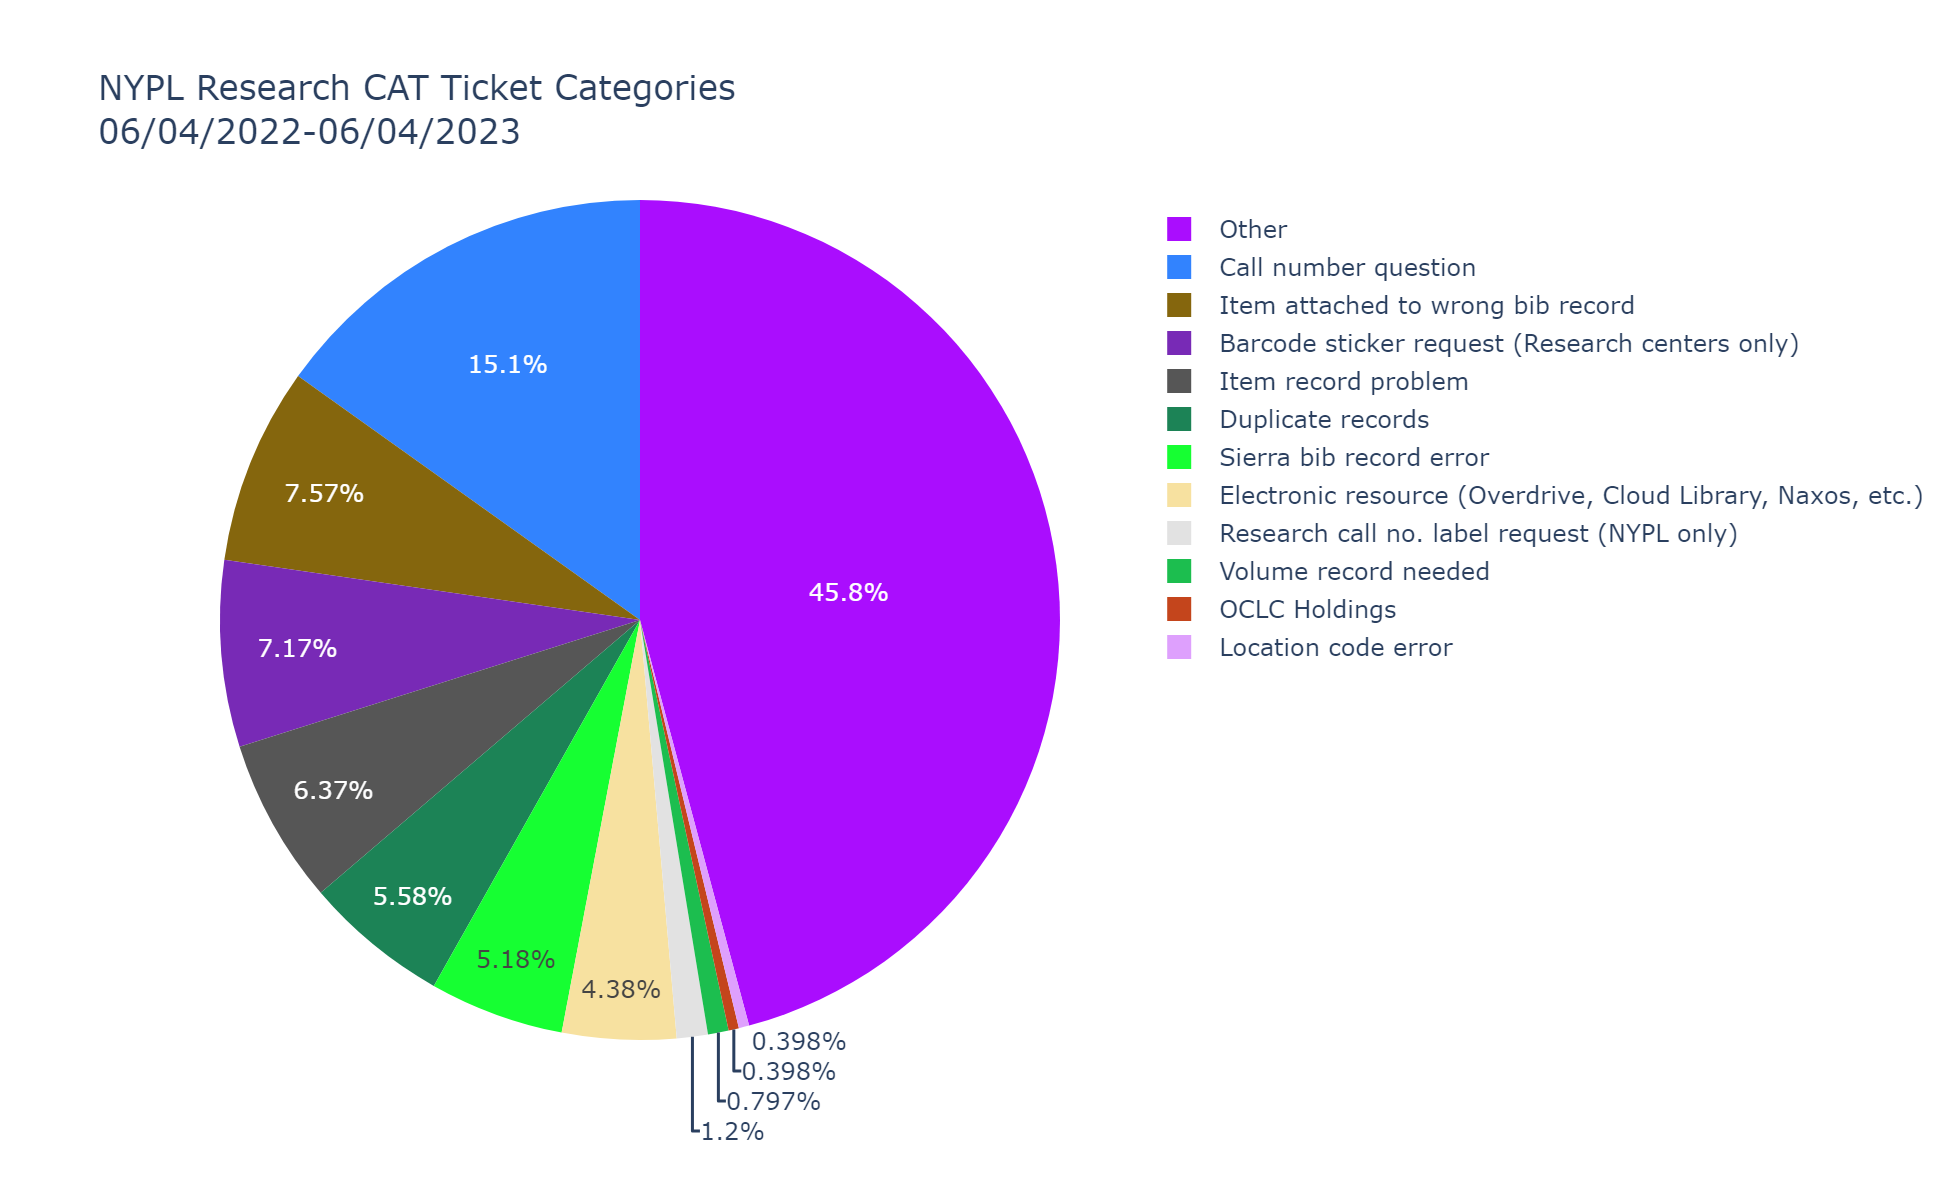 NYPL Research CAT Ticket Categories
06/04/2022-06/04/2023
Other
Call number question
Item attached to wrong bib record
Barcode sticker request (Research centers only)
Item record problem
Duplicate records
Sierra bib record error
Electronic resource (Overdrive, Cloud Library, Naxos, etc.)
Research call no. label request (NYPL only)
Volume record needed
OCLC Holdings
Location code error
15.1%
7.57%
45.8%
7.17%
6.37%
5.58%
5.18%
4.38%
0.398%
0.398%
0.797%
1.2%